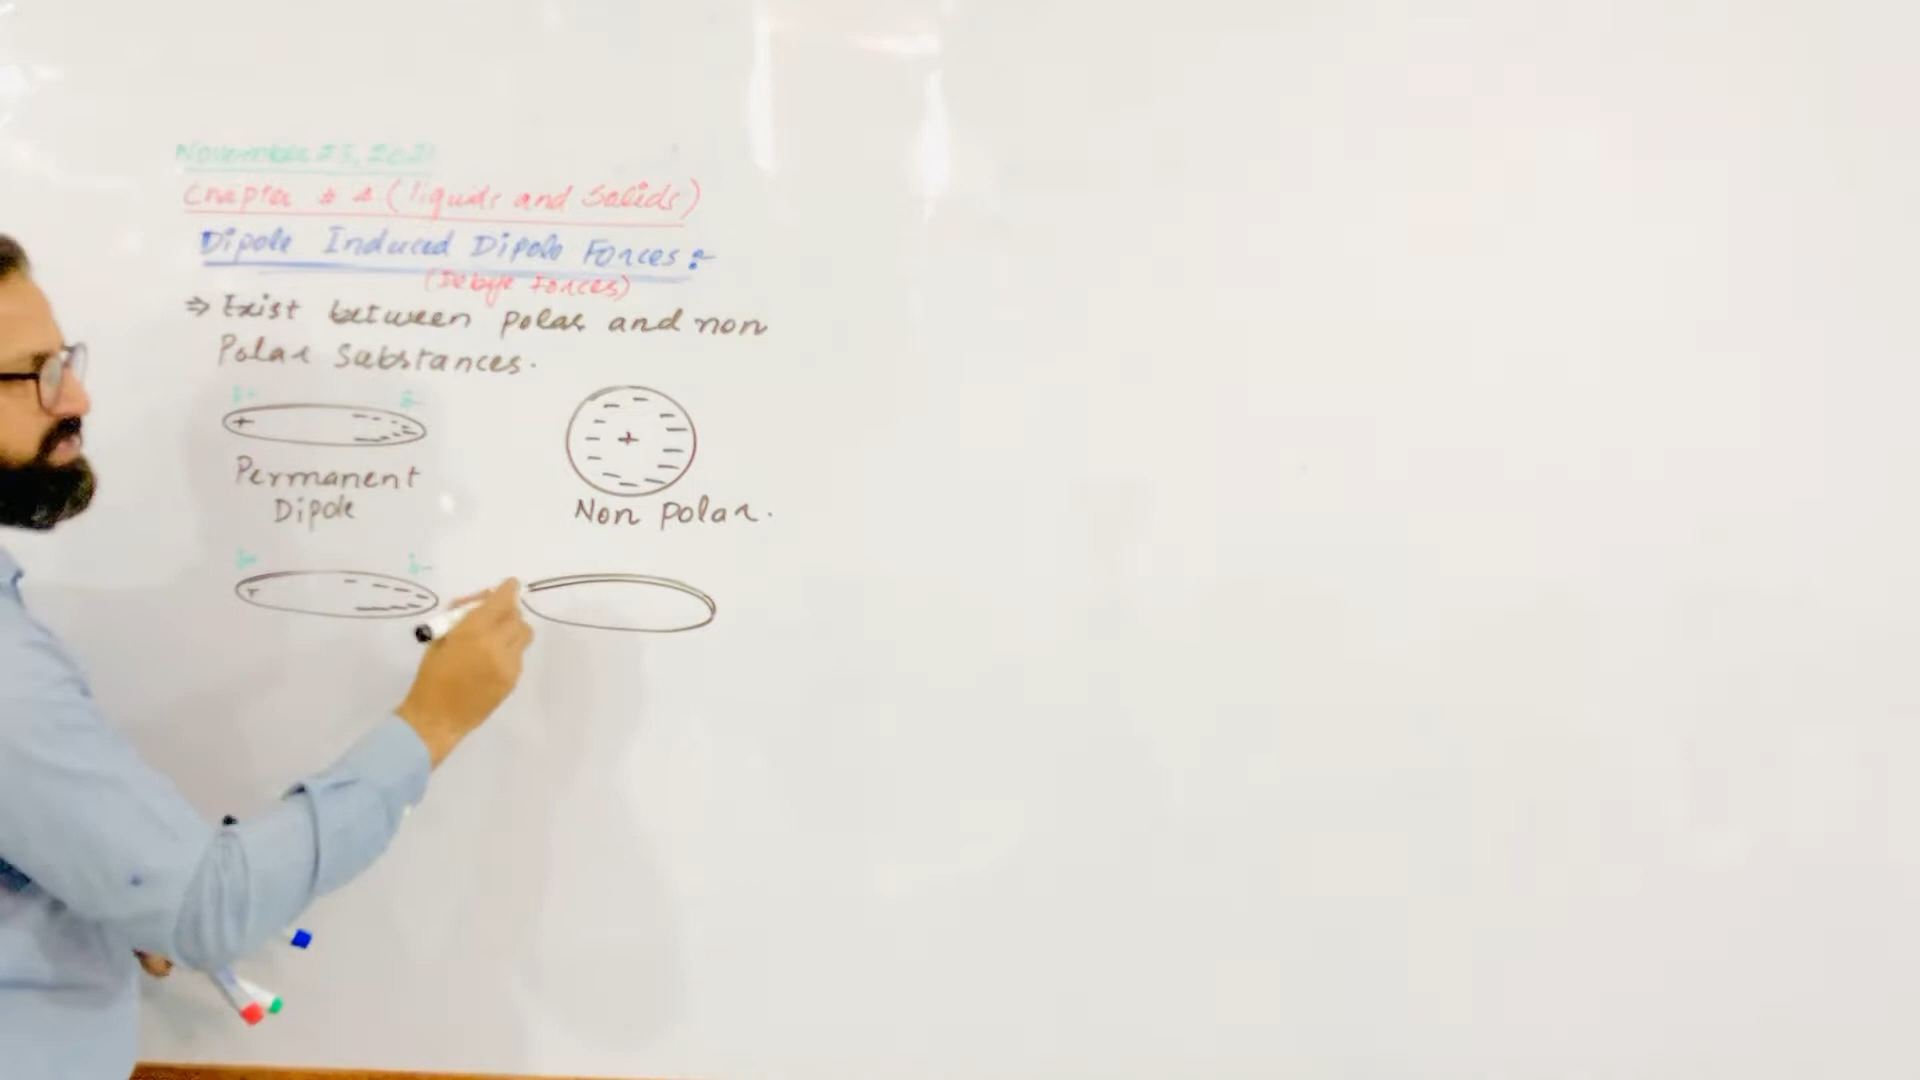 November 23, 2021
Chapter # 4 (liquids and Solids)
Dipole Induced Dipole Forces :-
(Debye Forces)
⇒ Exist between polar and non
Polar Substances.
δ+ δ-
+
+
Permanent
Dipole
Non polar.
δ+ δ-
+